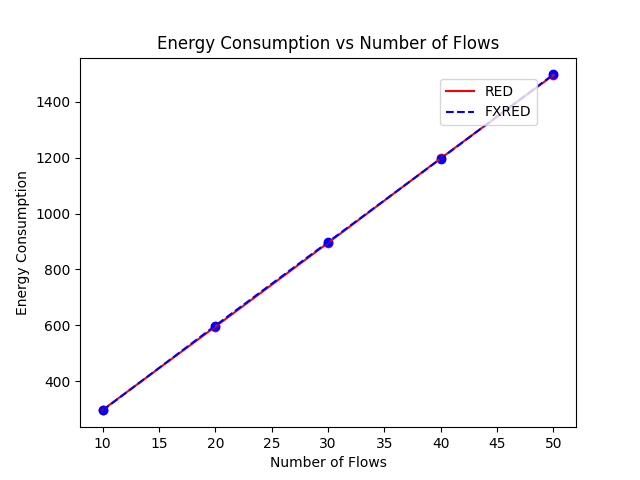 Energy Consumption vs Number of Flows
RED
FXRED
1400
1200
1000
800
600
400
Energy Consumption
10 15 20 25 30 35 40 45 50
Number of Flows